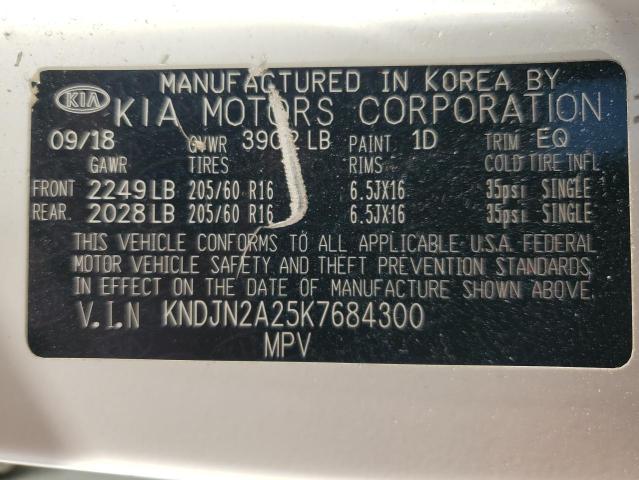 MANUFACTURED IN KOREA BY
KIA KIA MOTORS CORPORATION
09/18 GVWR 3902 LB PAINT. 1D TRIM EQ
GAWR TIRES RIMS COLD TIRE INFL
FRONT 2249 LB 205/60 R16 6.5JX16 35psi SINGLE
REAR. 2028 LB 205/60 R16 6.5JX16 35psi SINGLE
THIS VEHICLE CONFORMS TO ALL APPLICABLE U.S.A. FEDERAL
MOTOR VEHICLE SAFETY AND THEFT PREVENTION STANDARDS
IN EFFECT ON THE DATE OF MANUFACTURE SHOWN ABOVE.
V.I.N KNDJN2A25K7684300
MPV